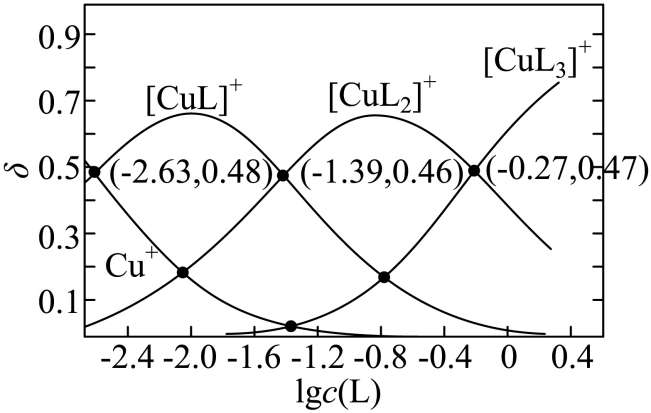 0.9
[CuL₃]⁺
0.7
[CuL]⁺
[CuL₂]⁺
δ
0.5
(-2.63,0.48)
(-1.39,0.46)
(-0.27,0.47)
0.3
Cu⁺
0.1
-2.4 -2.0 -1.6 -1.2 -0.8 -0.4 0 0.4
lgc(L)